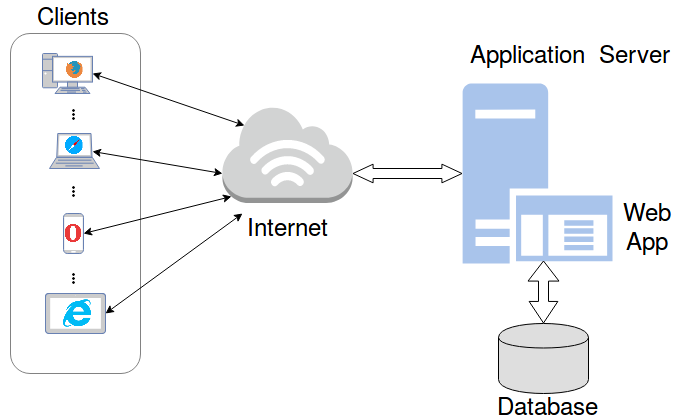 Clients
Application Server
Internet
Web
App
Database